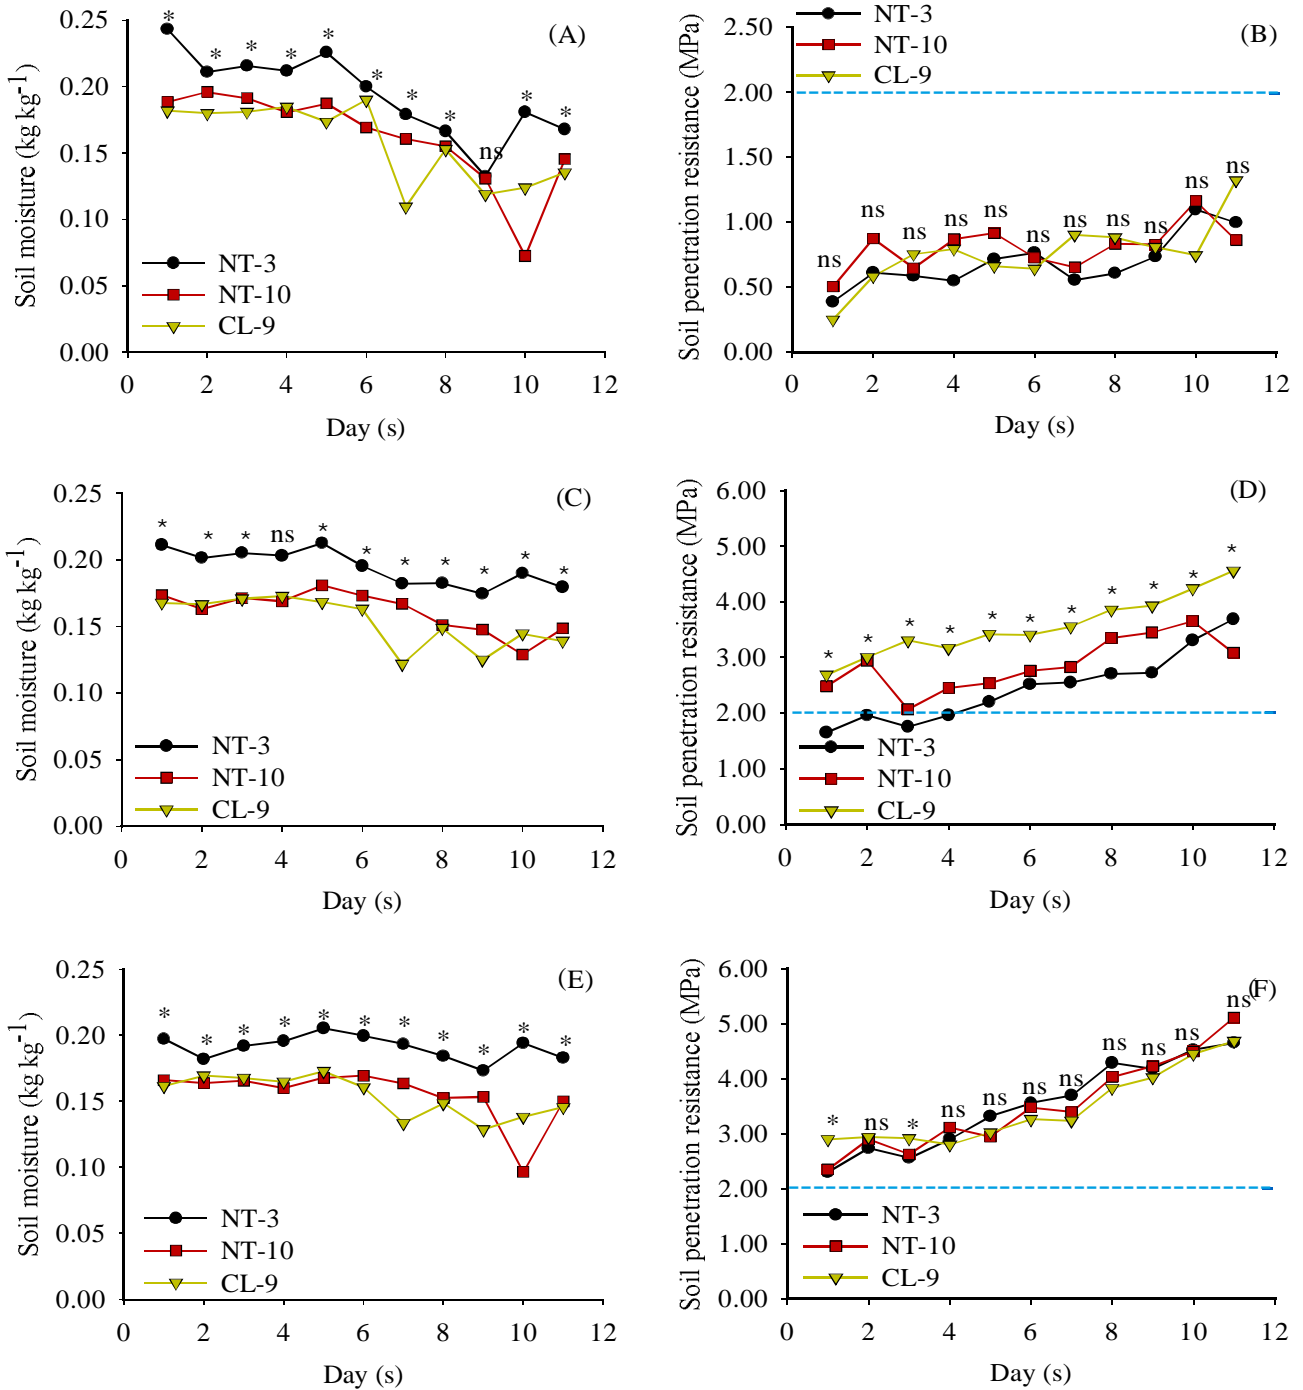 (A)
Soil moisture (kg kg⁻¹)
0.25
0.20
0.15
0.10
0.05
0.00
* * * * * * * * ns * *
NT-3
NT-10
CL-9
0 2 4 6 8 10 12
Day (s)
NT-3
NT-10
CL-9
(B)
Soil penetration resistance (MPa)
2.50
2.00
1.50
1.00
0.50
0.00
ns ns ns ns ns ns ns ns ns ns ns
0 2 4 6 8 10 12
Day (s)
(C)
Soil moisture (kg kg⁻¹)
0.25
0.20
0.15
0.10
0.05
0.00
* * * ns * * * * * * *
NT-3
NT-10
CL-9
0 2 4 6 8 10 12
Day (s)
(D)
Soil penetration resistance (MPa)
6.00
5.00
4.00
3.00
2.00
1.00
0.00
* * * * * * * * * * *
NT-3
NT-10
CL-9
0 2 4 6 8 10 12
Day (s)
(E)
Soil moisture (kg kg⁻¹)
0.25
0.20
0.15
0.10
0.05
0.00
* * * * * * * * * * *
NT-3
NT-10
CL-9
0 2 4 6 8 10 12
Day (s)
(F)
Soil penetration resistance (MPa)
6.00
5.00
4.00
3.00
2.00
1.00
0.00
* ns * ns ns ns ns ns ns ns ns
NT-3
NT-10
CL-9
0 2 4 6 8 10 12
Day (s)